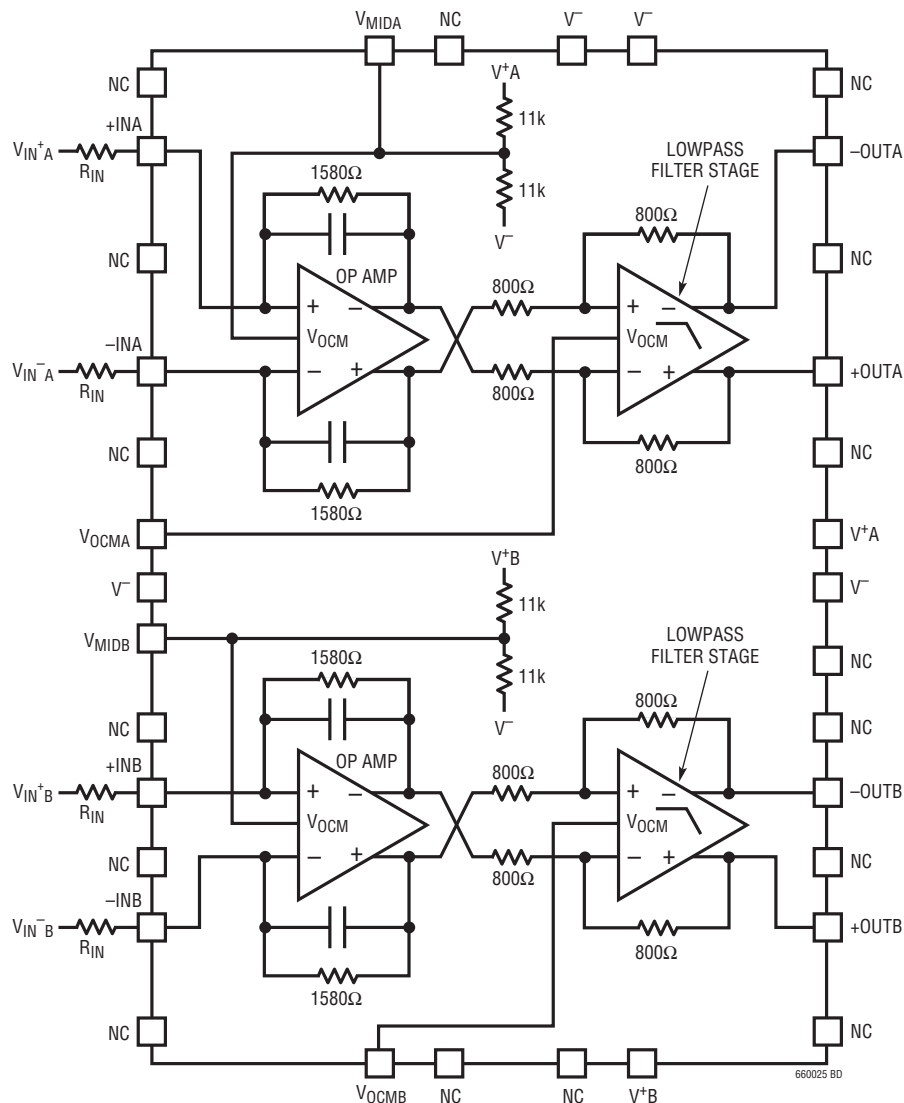 VMIDA NC V– V–
NC
V+A
NC
+INA
11k
VIN+A
LOWPASS
FILTER STAGE
–OUTA
RIN
1580Ω
11k
V–
800Ω
NC
NC
OP AMP
800Ω
+ –
+ –
–INA
VOCM
VOCM
VIN–A
– +
– +
+OUTA
RIN
800Ω
NC
800Ω
NC
1580Ω
VOCMA
V+A
V+B
V–
11k
V–
VMIDB
LOWPASS
FILTER STAGE
1580Ω
11k
NC
V–
NC
800Ω
NC
+INB
OP AMP
800Ω
VIN+B
+ –
+ –
–OUTB
RIN
VOCM
VOCM
NC
– +
– +
NC
–INB
800Ω
VIN–B
+OUTB
RIN
800Ω
1580Ω
NC
NC
660025 BD
VOCMB NC NC V+B